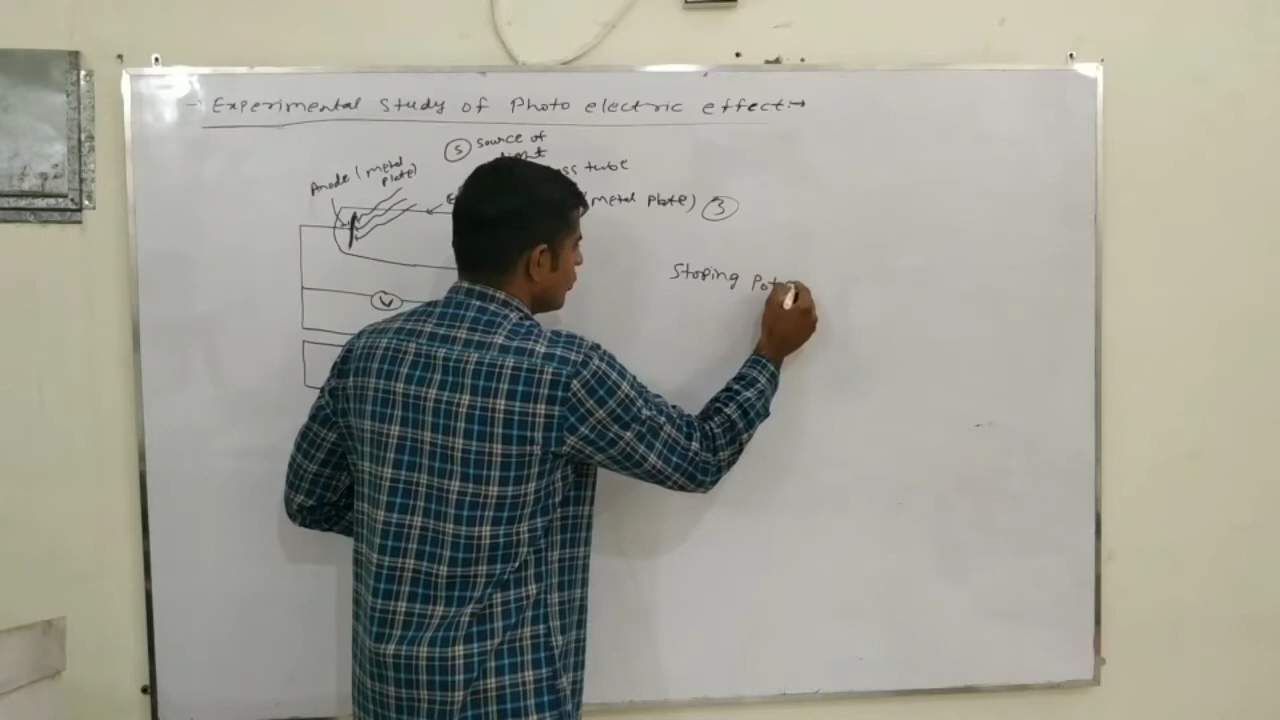 Experimental Study of Photo electric effect:→
(S) Source of
Anode (metal
plate)
ss tube
(metal plate) (3)
Stoping Pot
V